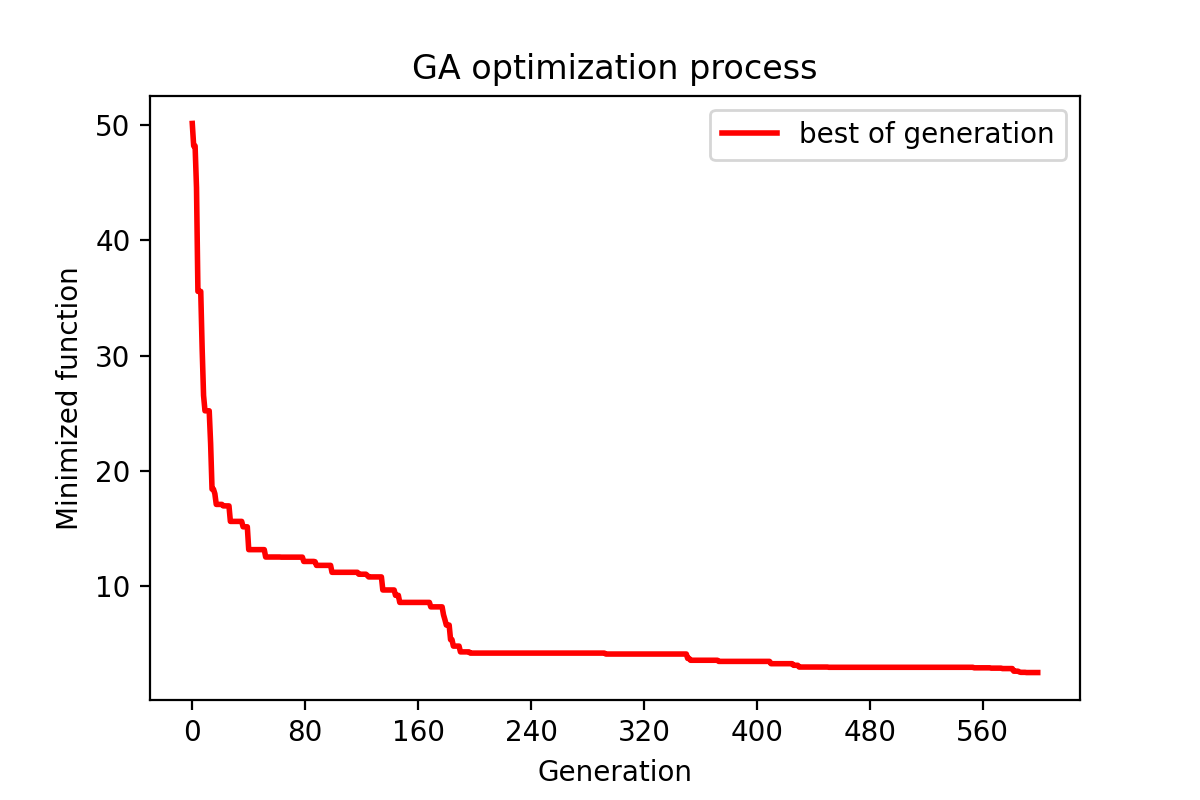 GA optimization process
best of generation
Minimized function
50
40
30
20
10
0 80 160 240 320 400 480 560
Generation